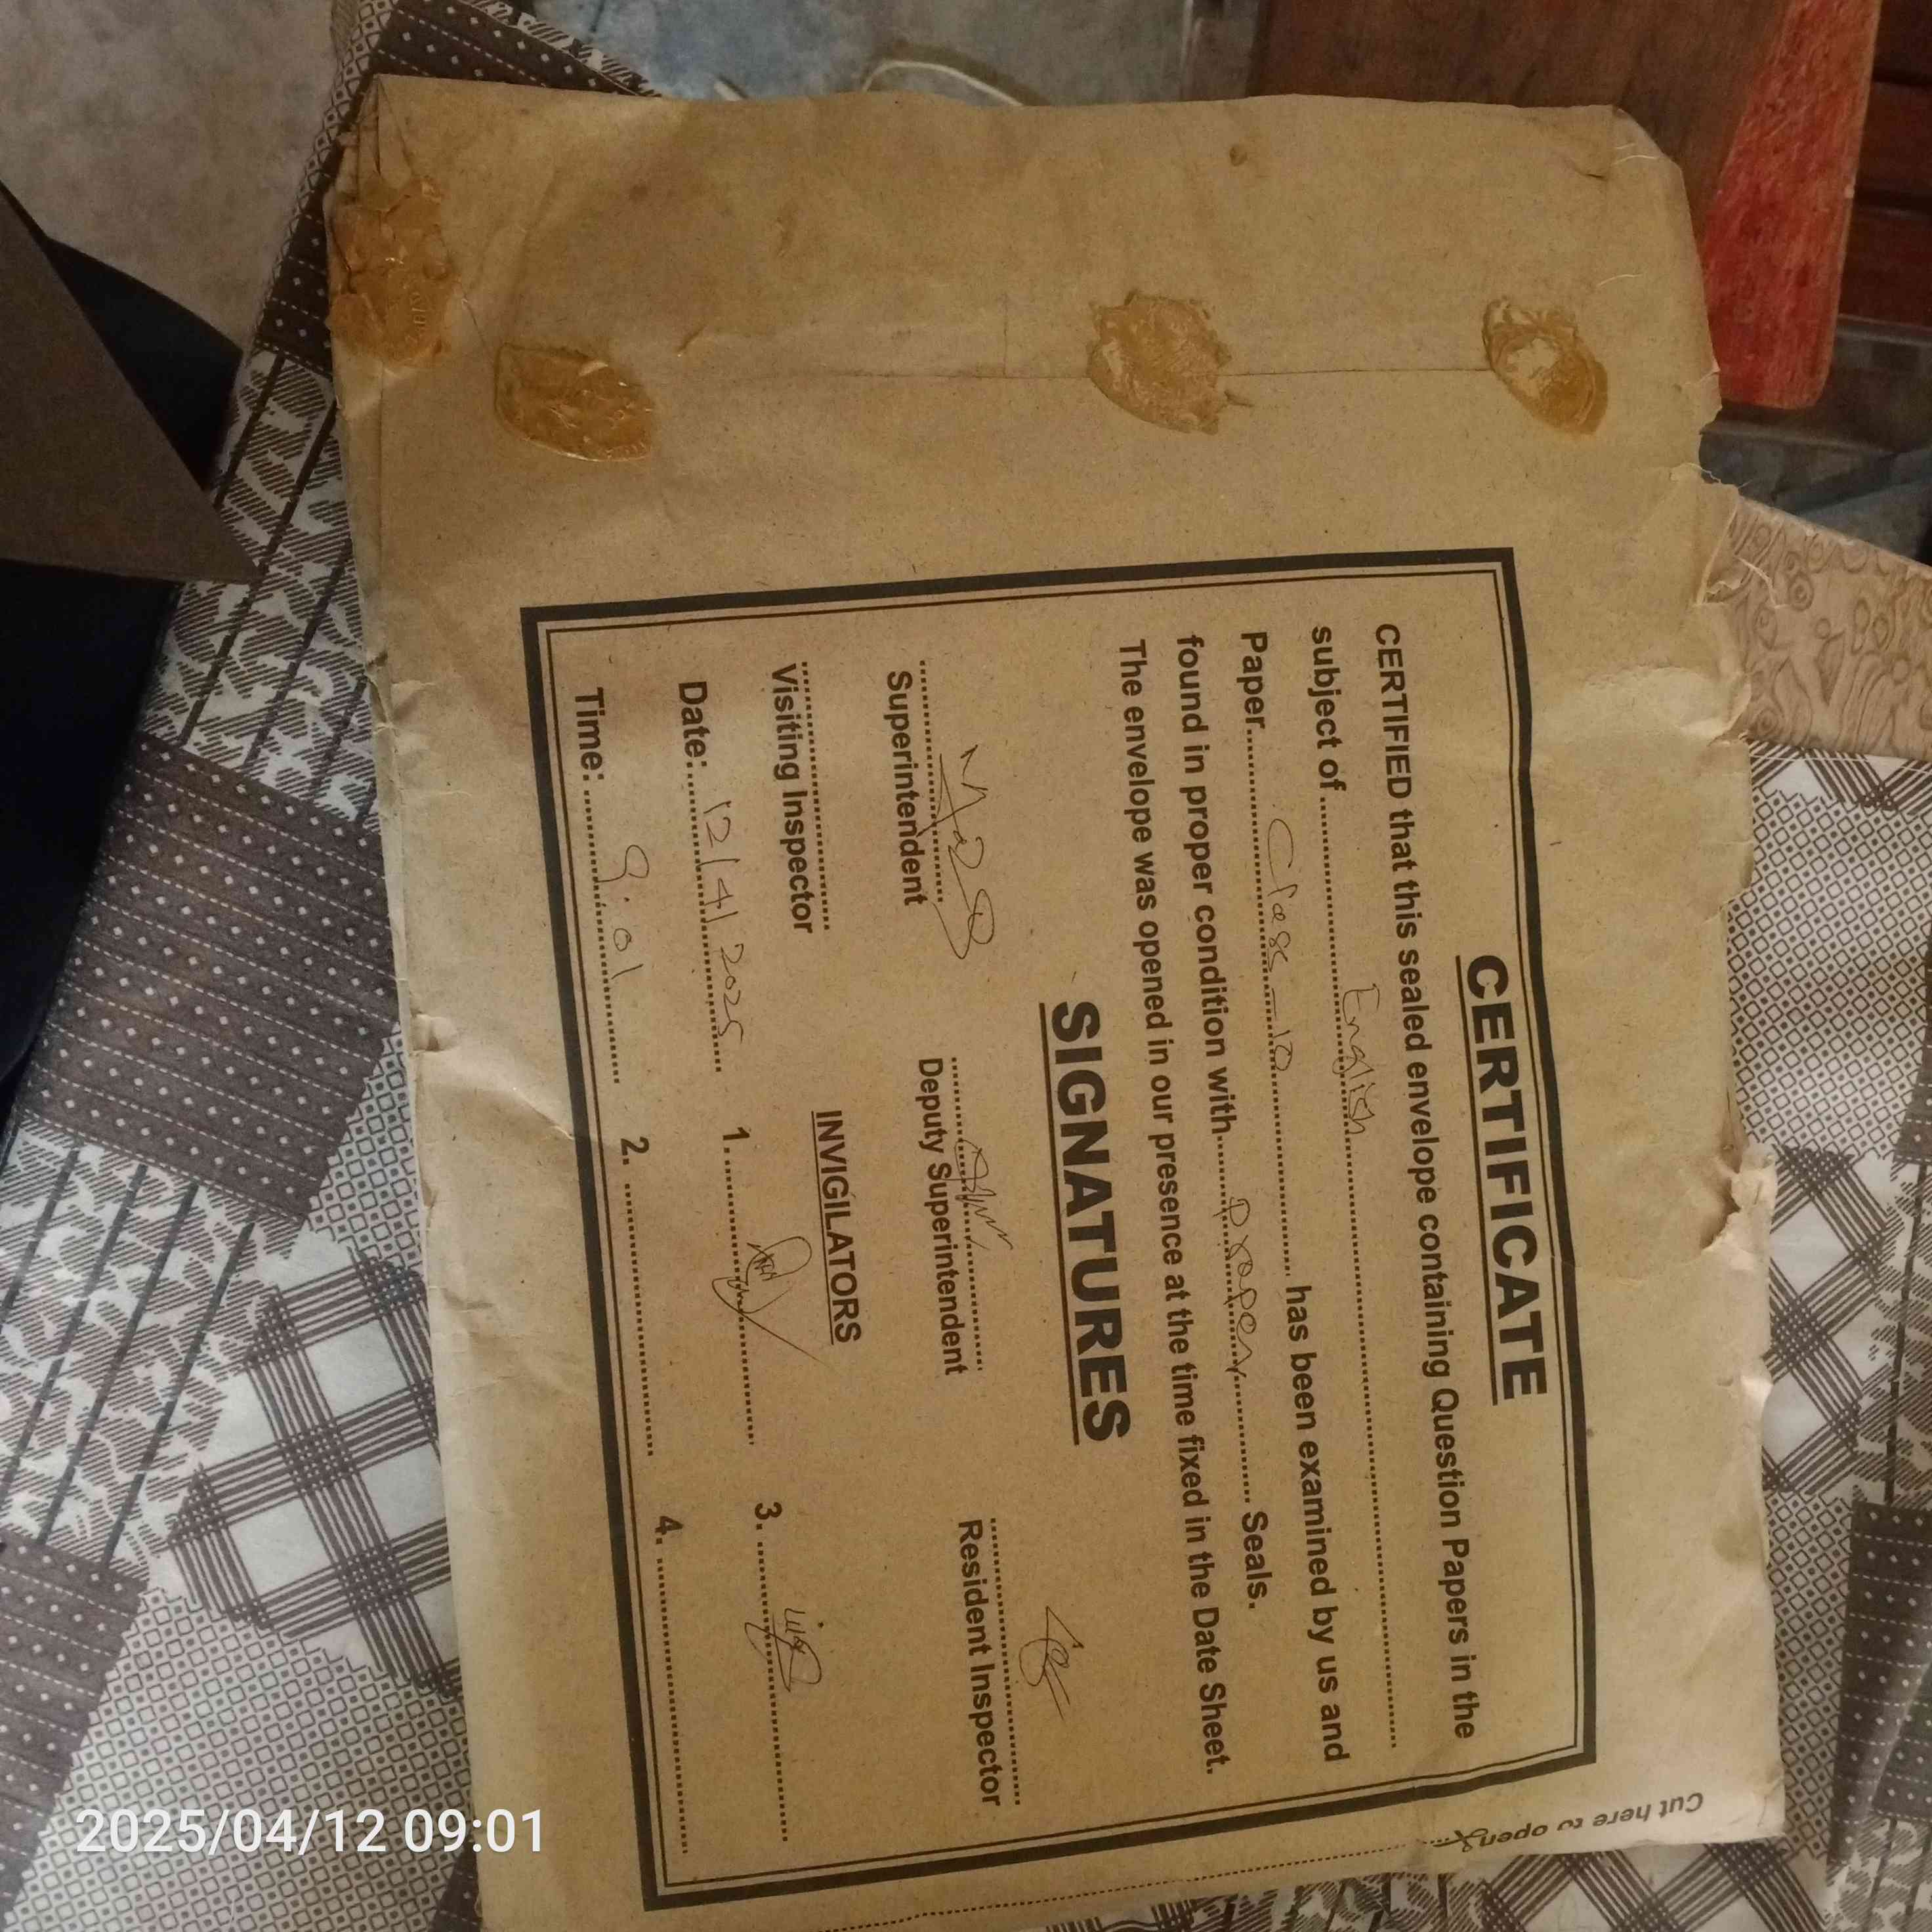 CERTIFICATE
CERTIFIED that this sealed envelope containing Question Papers in the
subject of English
Paper Class-10 has been examined by us and
found in proper condition with Proper Seals.
The envelope was opened in our presence at the time fixed in the Date Sheet.
SIGNATURES
Superintendent
Deputy Superintendent
Resident Inspector
Visiting Inspector
INVIGILATORS
Date: 12/4/2025
1.
3.
Time: 9:01
2.
4.
Cut here to open
2025/04/12 09:01